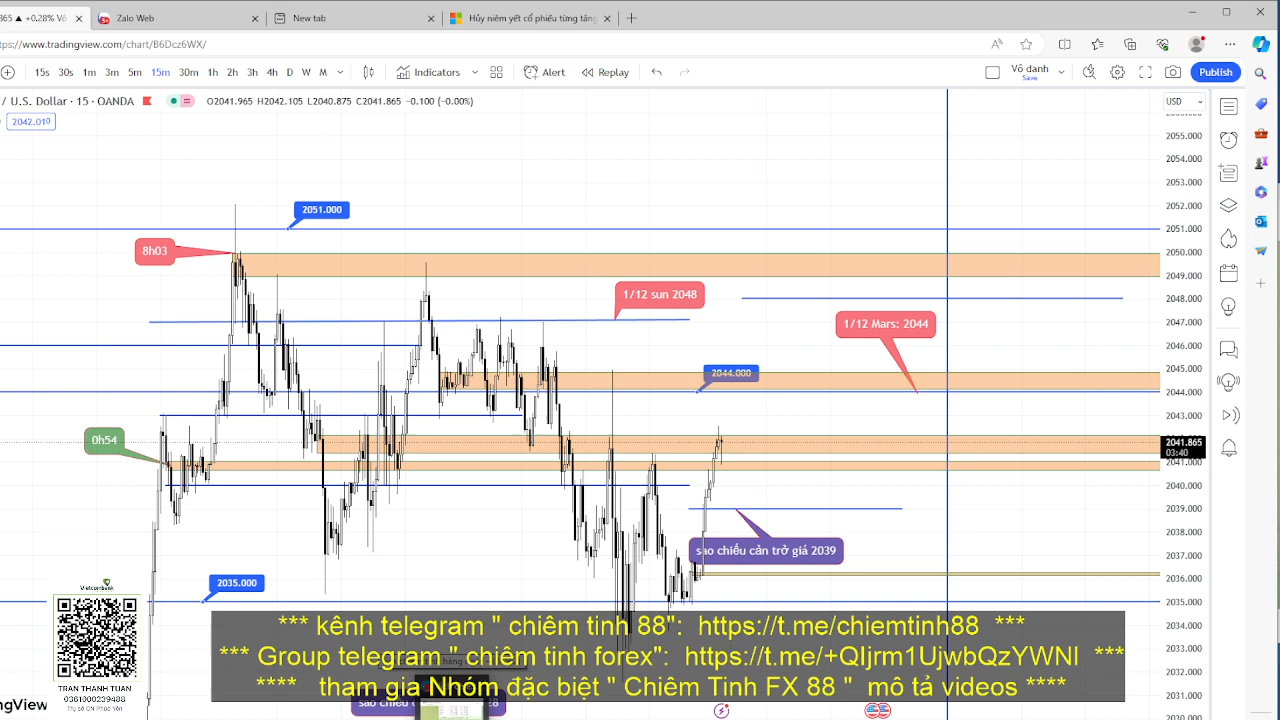 365 ▲ +0.28% Vô
Zalo Web
New tab
Hủy niêm yết cổ phiếu từng tăng
ps://www.tradingview.com/chart/B6Dcz6WX/
15s 30s 1m 3m 5m 15m 30m 1h 2h 3h 4h D W M
Indicators
Alert
Replay
Vô danh
Save
Publish
/ U.S. Dollar · 15 · OANDA
O2041.965 H2042.105 L2040.875 C2041.865 -0.100 (-0.00%)
USD
2042.010
2055.000
2054.000
2053.000
2052.000
2051.000
2051.000
8h03
2050.000
2049.000
1/12 sun 2048
2048.000
1/12 Mars: 2044
2047.000
2046.000
2044.000
2045.000
2044.000
2043.000
0h54
2041.865
03:40
2041.000
2040.000
2039.000
sao chiếu cản trở giá 2039
2038.000
2037.000
2036.000
2035.000
2035.000
Vietcombank
*** kênh telegram " chiêm tinh 88": https://t.me/chiemtinh88 ***
2034.000
*** Group telegram " chiêm tinh forex": https://t.me/+QIjrm1UjwbQzYWNl ***
2033.000
2032.000
**** tham gia Nhóm đặc biệt " Chiêm Tinh FX 88 " mô tả videos ****
TRAN THANH TUAN
2031.000
2030.000